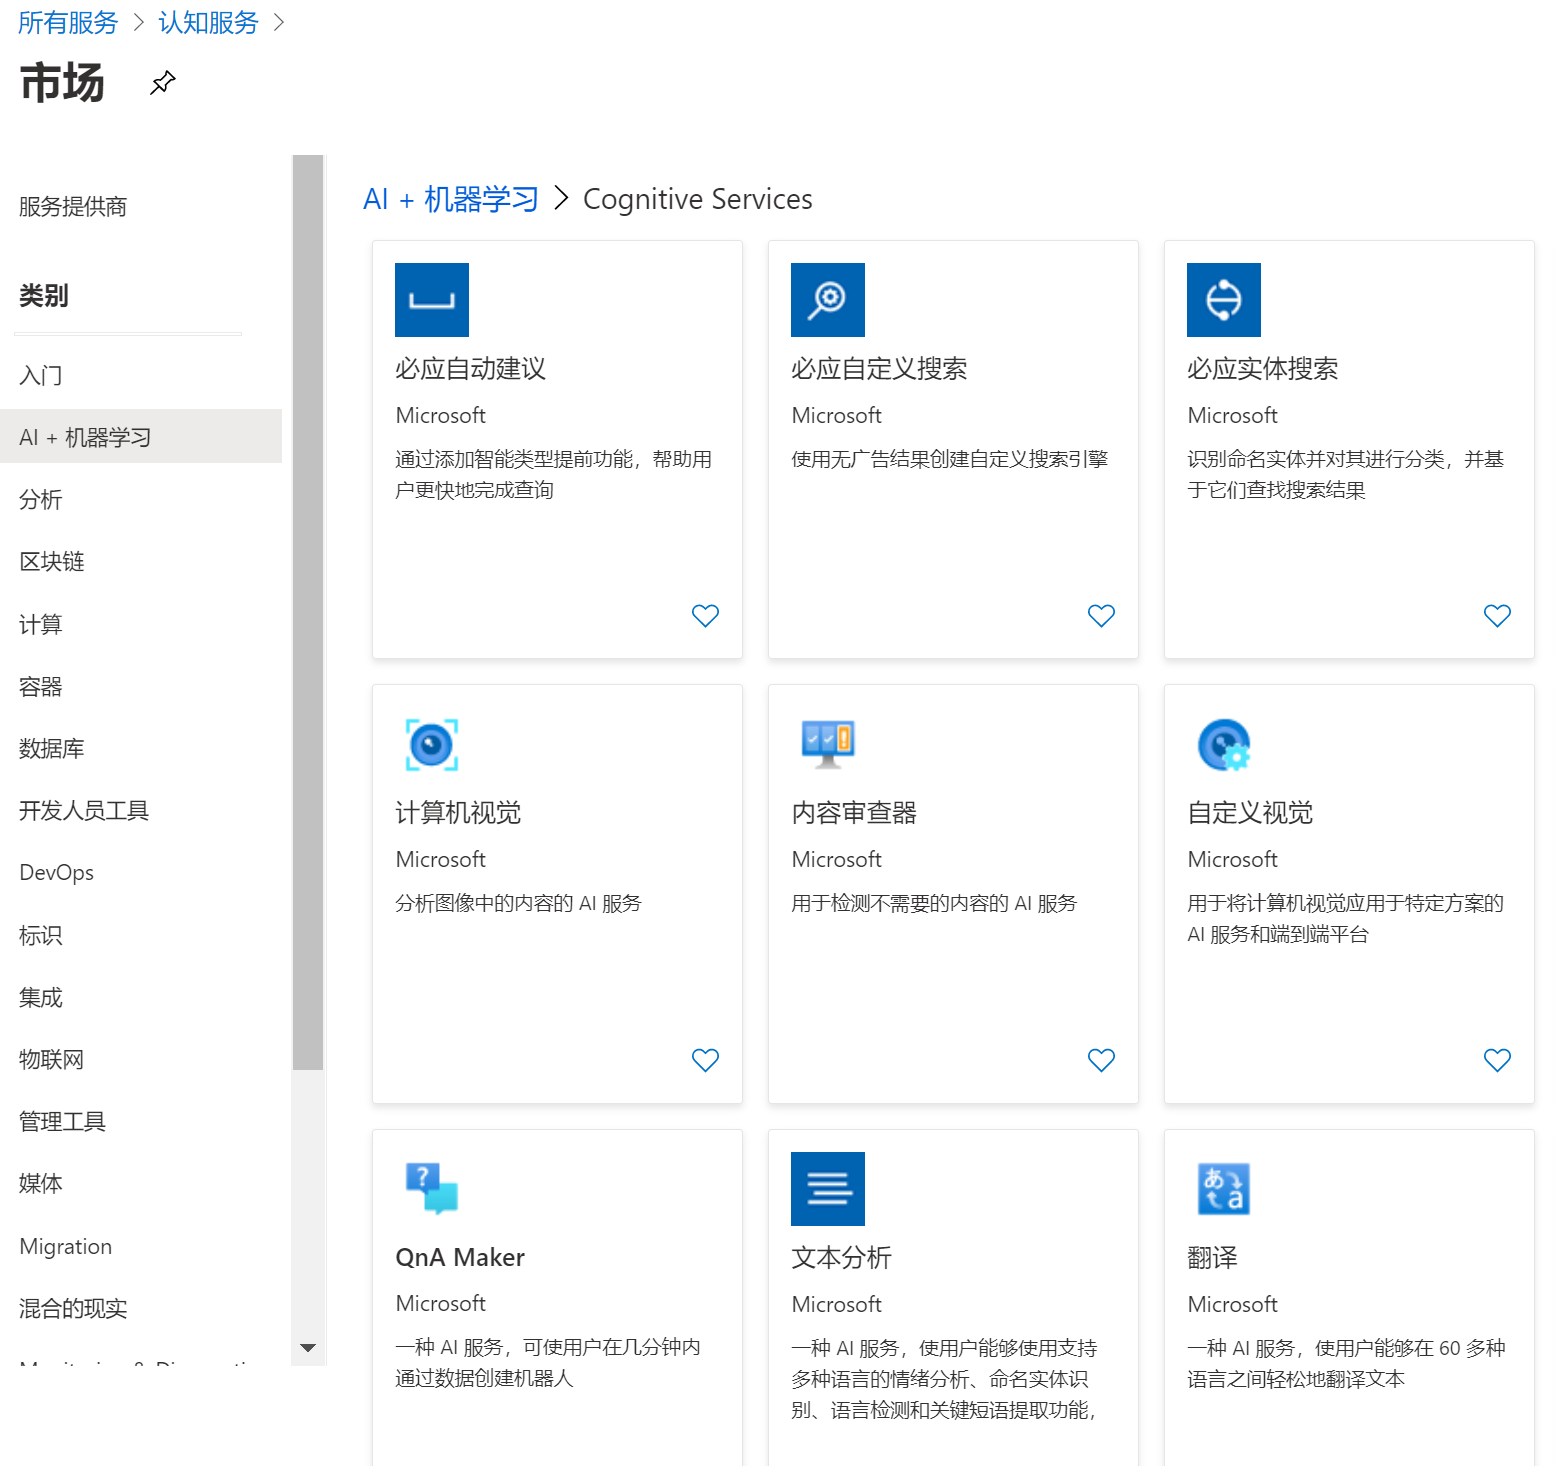 所有服务 > 认知服务 >
市场
服务提供商
类别
入门
AI + 机器学习
分析
区块链
计算
容器
数据库
开发人员工具
DevOps
标识
集成
物联网
管理工具
媒体
Migration
混合的现实
AI + 机器学习 > Cognitive Services
必应自动建议
Microsoft
通过添加智能类型提前功能，帮助用
户更快地完成查询
必应自定义搜索
Microsoft
使用无广告结果创建自定义搜索引擎
必应实体搜索
Microsoft
识别命名实体并对其进行分类，并基
于它们查找搜索结果
计算机视觉
Microsoft
分析图像中的内容的 AI 服务
内容审查器
Microsoft
用于检测不需要的内容的 AI 服务
自定义视觉
Microsoft
用于将计算机视觉应用于特定方案的
AI 服务和端到端平台
QnA Maker
Microsoft
一种 AI 服务，可使用户在几分钟内
通过数据创建机器人
文本分析
Microsoft
一种 AI 服务，使用户能够使用支持
多种语言的情绪分析、命名实体识
别、语言检测和关键短语提取功能，
翻译
Microsoft
一种 AI 服务，使用户能够在 60 多种
语言之间轻松地翻译文本